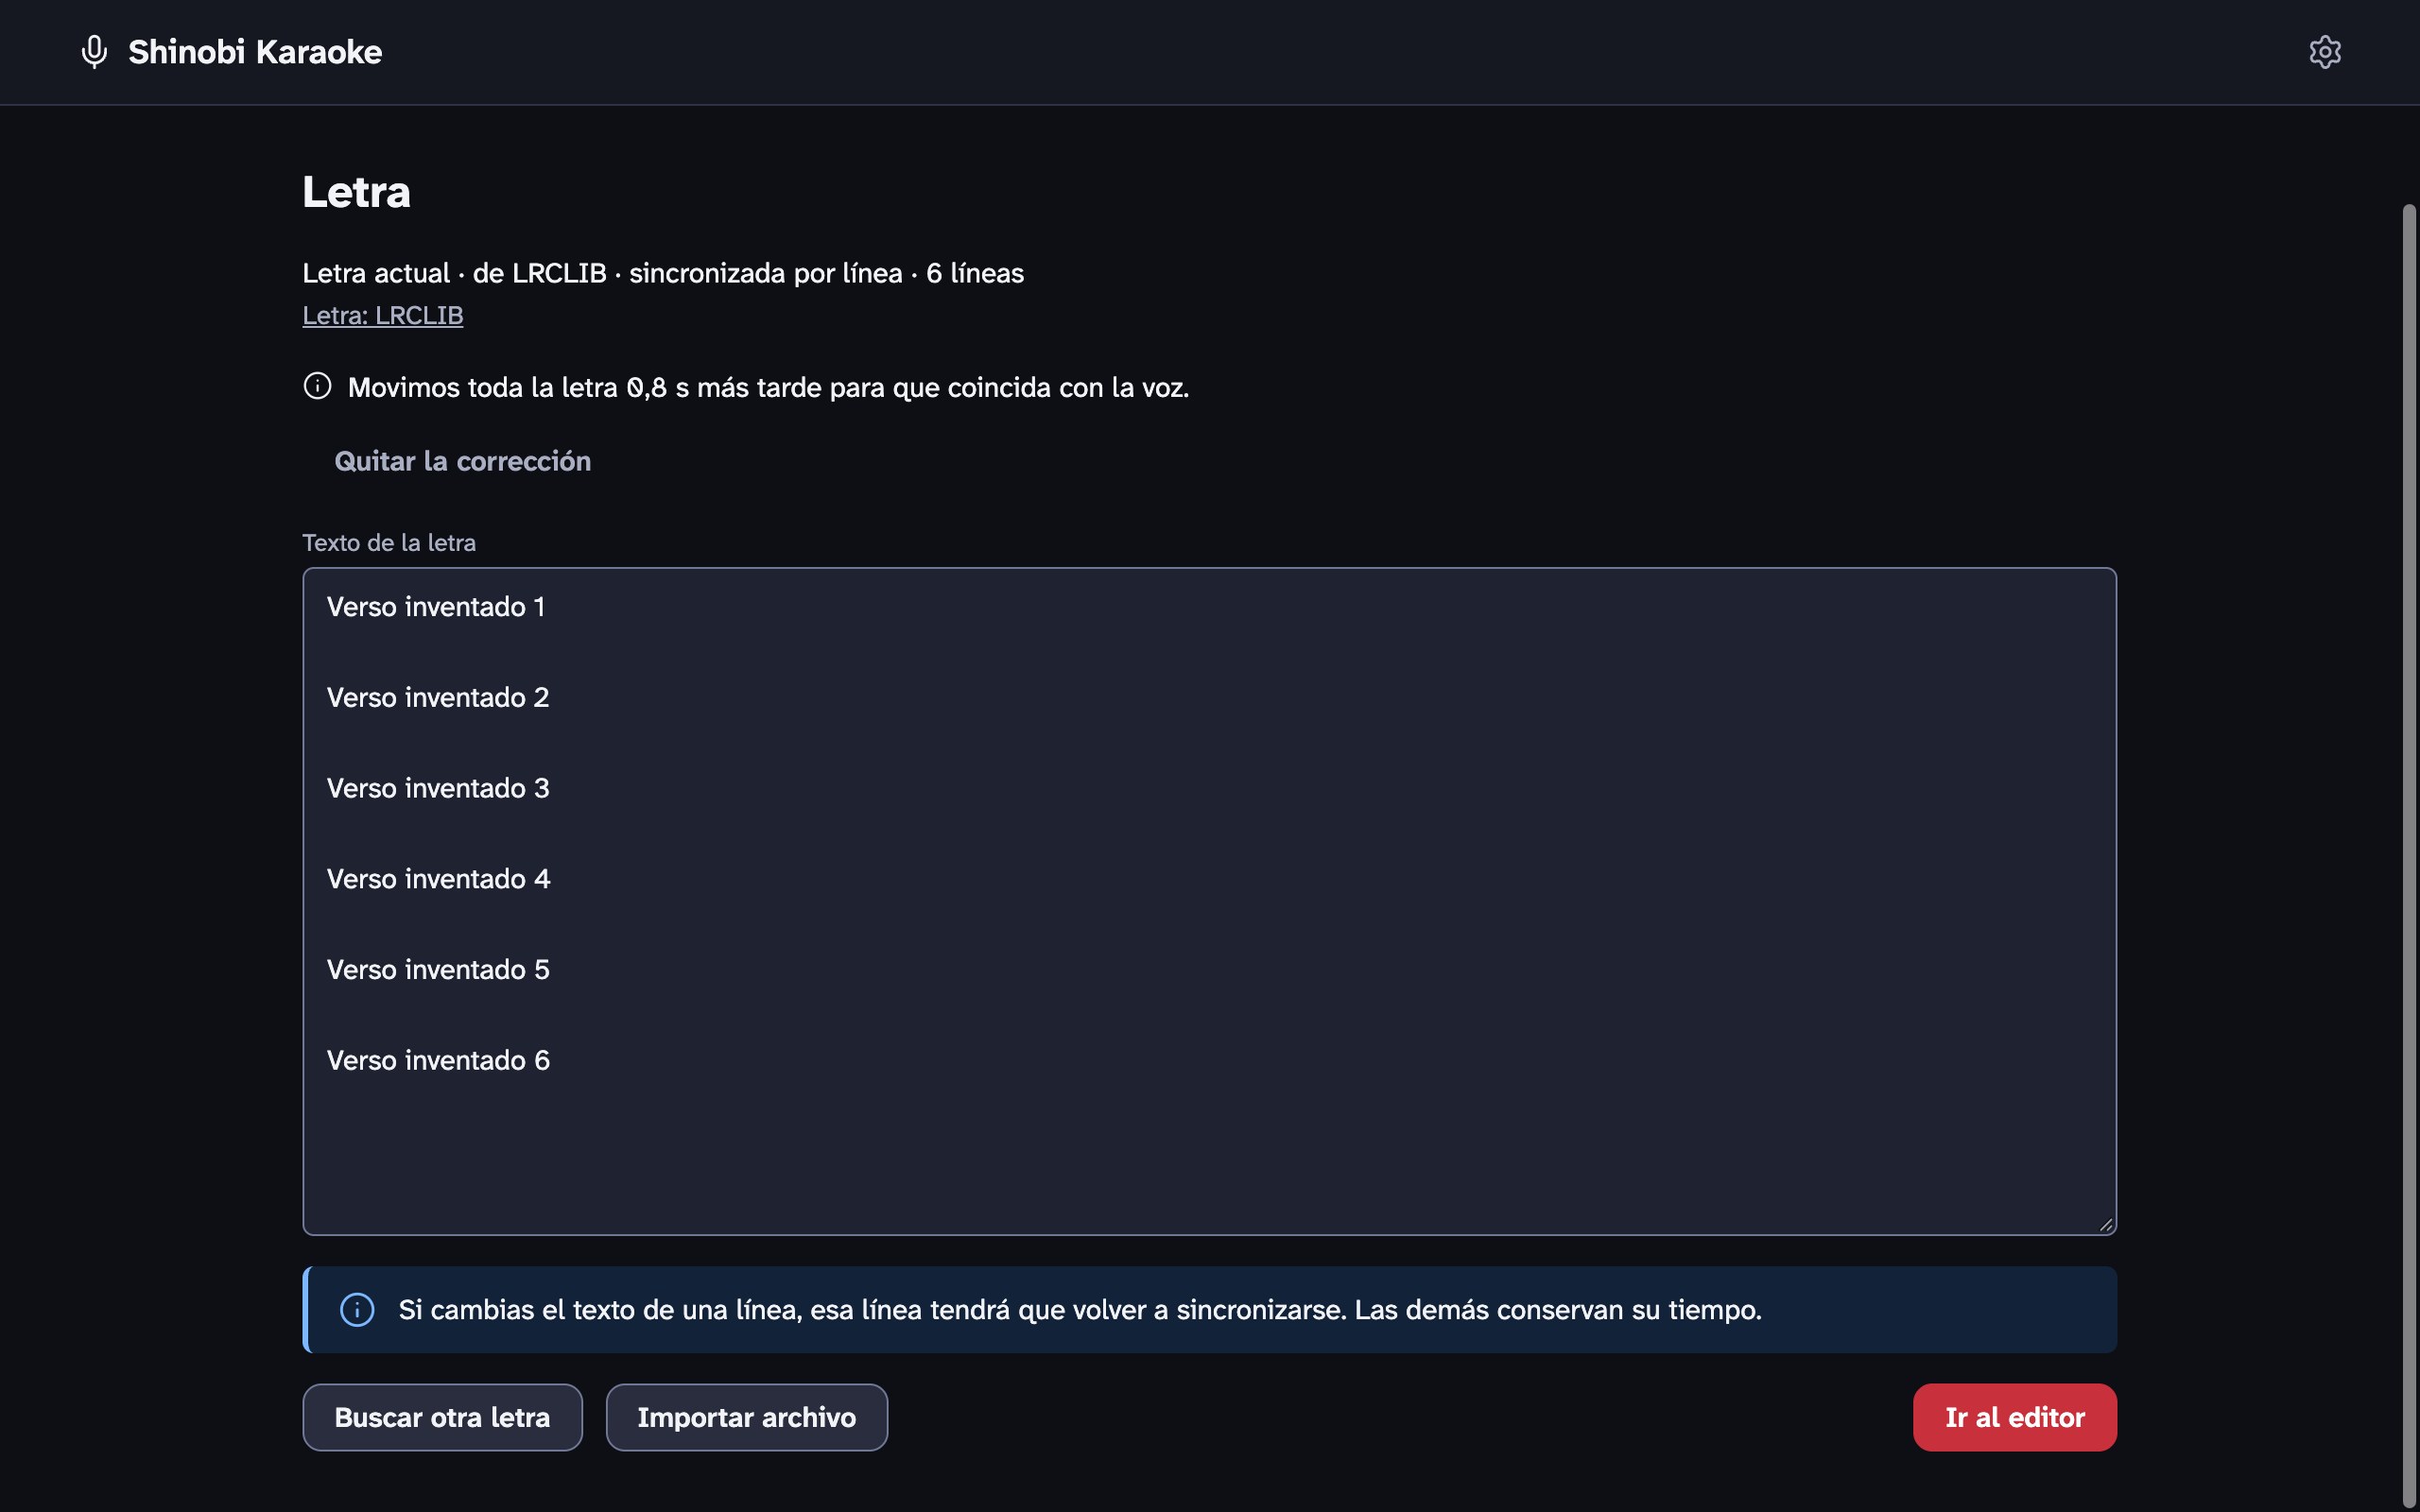 Shinobi Karaoke
Letra
Letra actual · de LRCLIB · sincronizada por línea · 6 líneas
Letra: LRCLIB
Movimos toda la letra 0,8 s más tarde para que coincida con la voz.
Quitar la corrección
Texto de la letra
Verso inventado 1
Verso inventado 2
Verso inventado 3
Verso inventado 4
Verso inventado 5
Verso inventado 6
Si cambias el texto de una línea, esa línea tendrá que volver a sincronizarse. Las demás conservan su tiempo.
Buscar otra letra
Importar archivo
Ir al editor